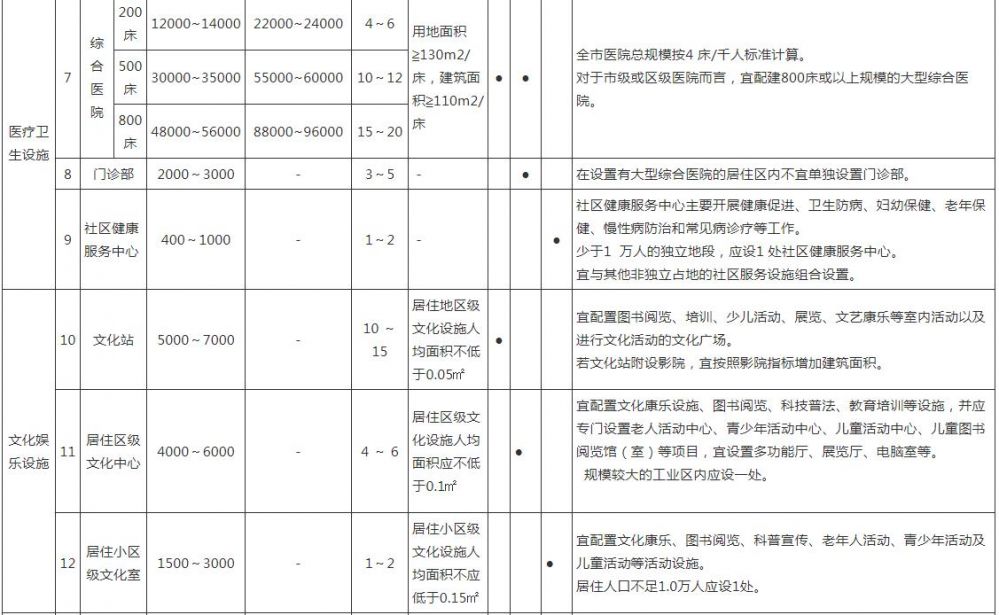 医疗卫
生设施
7
综
合
医
院
200
床
12000~14000
22000~24000
4～6
500
床
30000~35000
55000~60000
10～12
800
床
48000~56000
88000~96000
15～20
用地面积
≧130m2/
床，建筑面
积≧110m2/
床
●
●
全市医院总规模按4 床/千人标准计算。
对于市级或区级医院而言，宜配建800床或以上规模的大型综合医
院。
8
门诊部
2000～3000
-
3～5
-
●
在设置有大型综合医院的居住区内不宜单独设置门诊部。
9
社区健康
服务中心
400～1000
-
1～2
-
●
社区健康服务中心主要开展健康促进、卫生防病、妇幼保健、老年保
健、慢性病防治和常见病诊疗等工作。
少于1 万人的独立地段，应设1 处社区健康服务中心。
宜与其他非独立占地的社区服务设施组合设置。
文化娱
乐设施
10
文化站
5000～7000
-
10 ～
15
居住地区级
文化设施人
均面积不低
于0.05㎡
●
宜配置图书阅览、培训、少儿活动、展览、文艺康乐等室内活动以及
进行文化活动的文化广场。
若文化站附设影院，宜按照影院指标增加建筑面积。
11
居住区级
文化中心
4000～6000
-
4 ～ 6
居住区级文
化设施人均
面积应不低
于0.1㎡
●
宜配置文化康乐设施、图书阅览、科技普法、教育培训等设施，并应
专门设置老人活动中心、青少年活动中心、儿童活动中心、儿童图书
阅览馆（室）等项目，宜设置多功能厅、展览厅、电脑室等。
规模较大的工业区内应设一处。
12
居住小区
级文化室
1500～3000
-
1～2
居住小区级
文化设施人
均面积不应
低于0.15㎡
●
宜配置文化康乐、图书阅览、科普宣传、老年人活动、青少年活动及
儿童活动等活动设施。
居住人口不足1.0万人应设1处。